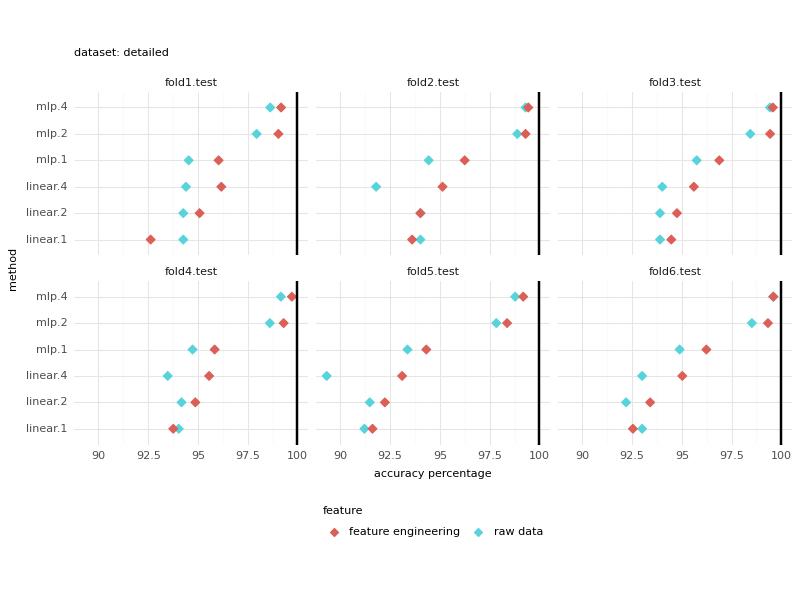 dataset: detailed
fold1.test fold2.test fold3.test
mlp.4
mlp.2
mlp.1
linear.4
linear.2
linear.1
method
fold4.test fold5.test fold6.test
mlp.4
mlp.2
mlp.1
linear.4
linear.2
linear.1
90 92.5 95 97.5 100 90 92.5 95 97.5 100 90 92.5 95 97.5 100
accuracy percentage
feature
feature engineering raw data